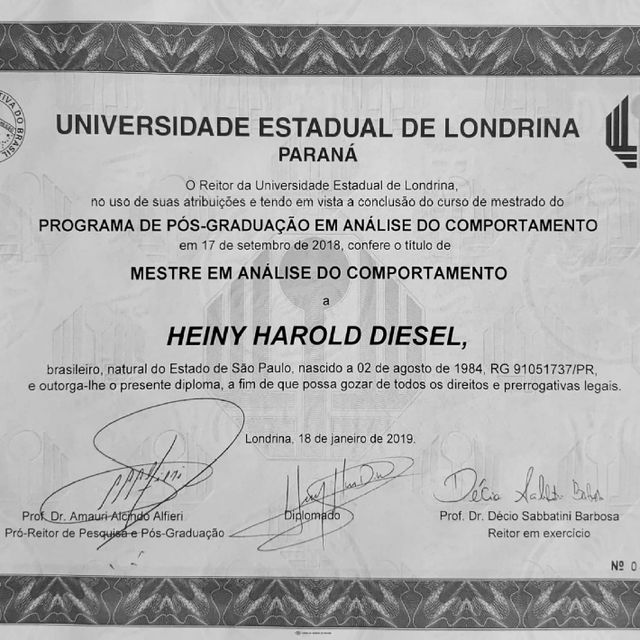 UNIVERSIDADE ESTADUAL DE LONDRINA
PARANÁ
O Reitor da Universidade Estadual de Londrina,
no uso de suas atribuições e tendo em vista a conclusão do curso de mestrado do
PROGRAMA DE PÓS-GRADUAÇÃO EM ANÁLISE DO COMPORTAMENTO
em 17 de setembro de 2018, confere o título de
MESTRE EM ANÁLISE DO COMPORTAMENTO
a
HEINY HAROLD DIESEL,
brasileiro, natural do Estado de São Paulo, nascido a 02 de agosto de 1984, RG 91051737/PR,
e outorga-lhe o presente diploma, a fim de que possa gozar de todos os direitos e prerrogativas legais.
Londrina, 18 de janeiro de 2019.
Prof. Dr. Amauri Alcindo Alfieri
Pró-Reitor de Pesquisa e Pós-Graduação
Diplomado
Prof. Dr. Décio Sabbatini Barbosa
Reitor em exercício
Nº 0